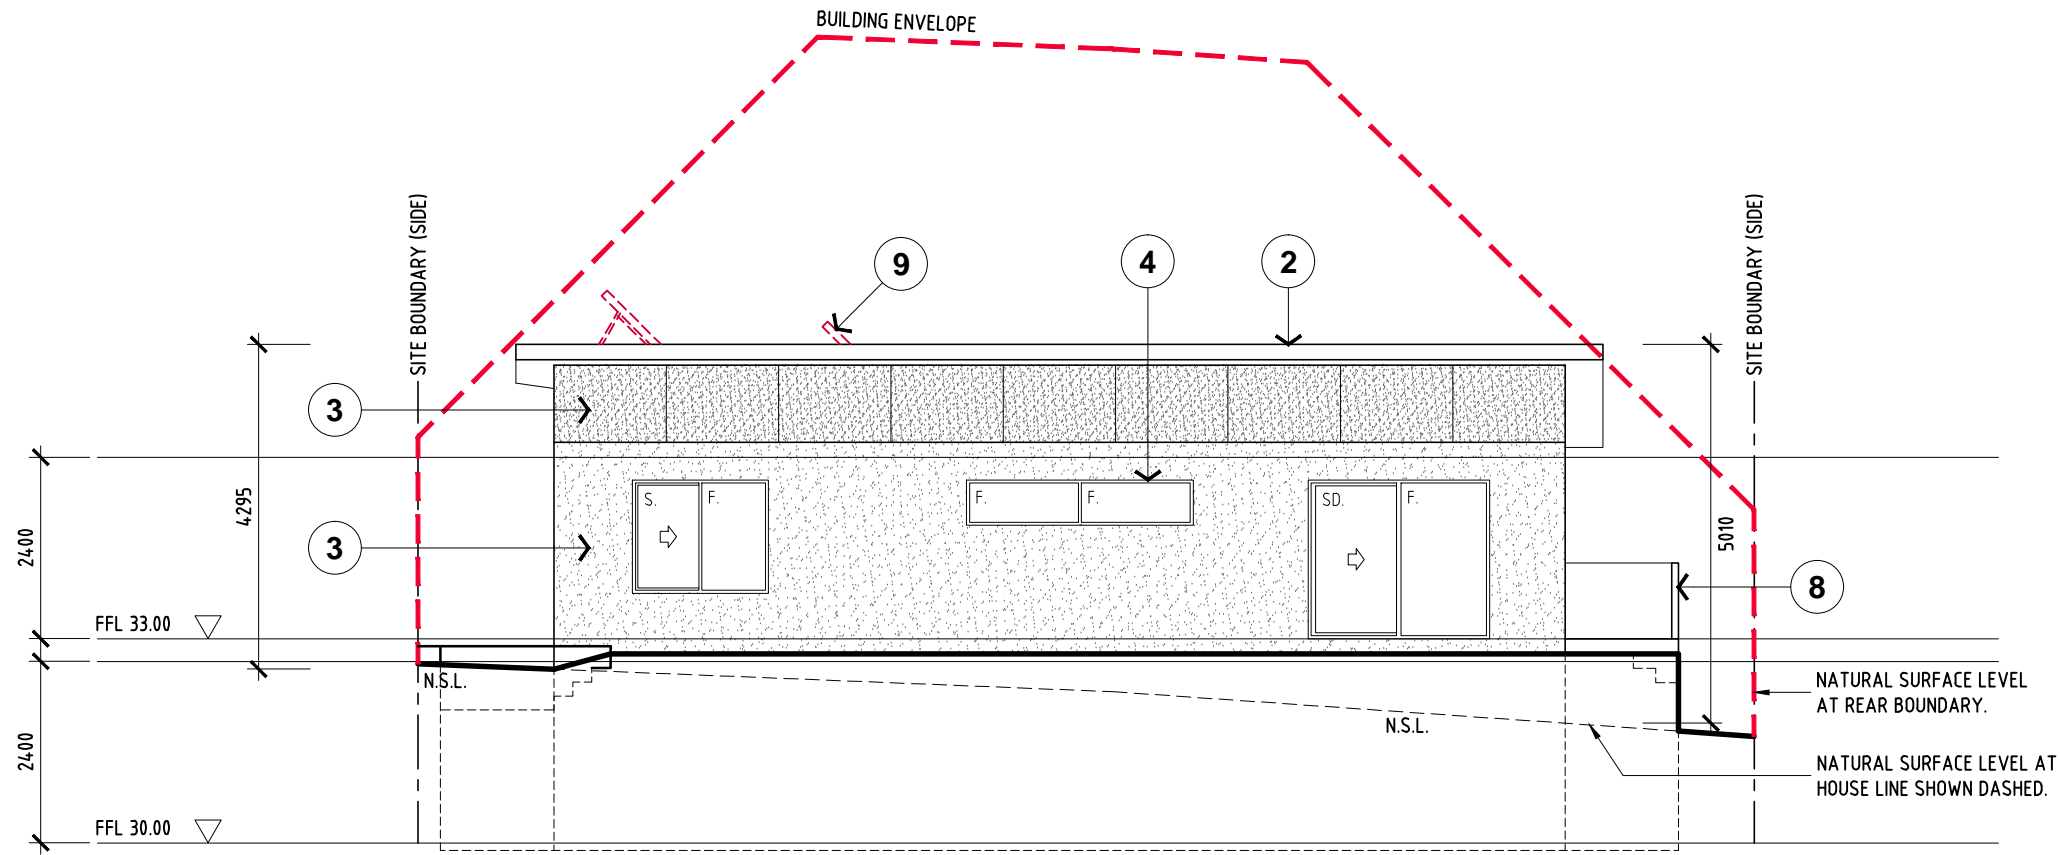 BUILDING ENVELOPE
SITE BOUNDARY (SIDE)
SITE BOUNDARY (SIDE)
9
4
2
3
4295
2400
S.
F.
F.
F.
SD.
F.
5010
3
8
FFL 33.00
N.S.L.
NATURAL SURFACE LEVEL
AT REAR BOUNDARY.
N.S.L.
2400
NATURAL SURFACE LEVEL AT
HOUSE LINE SHOWN DASHED.
FFL 30.00